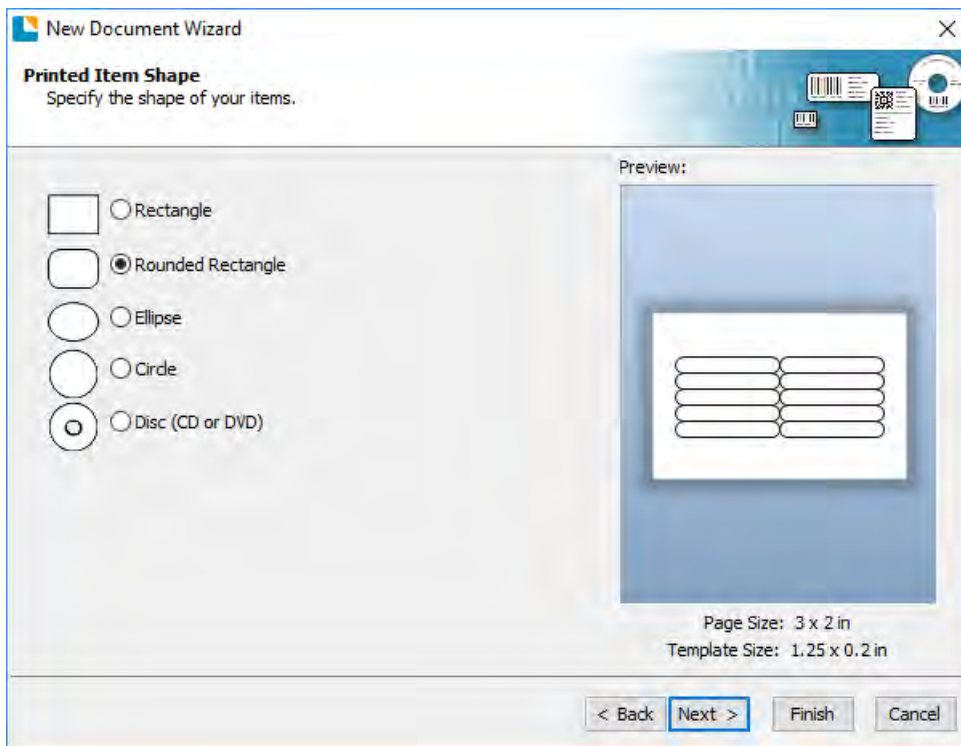 New Document Wizard
Printed Item Shape
Specify the shape of your items.
Preview:
Rectangle
Rounded Rectangle
Ellipse
Circle
Disc (CD or DVD)
Page Size: 3 x 2 in
Template Size: 1.25 x 0.2 in
< Back Next > Finish Cancel